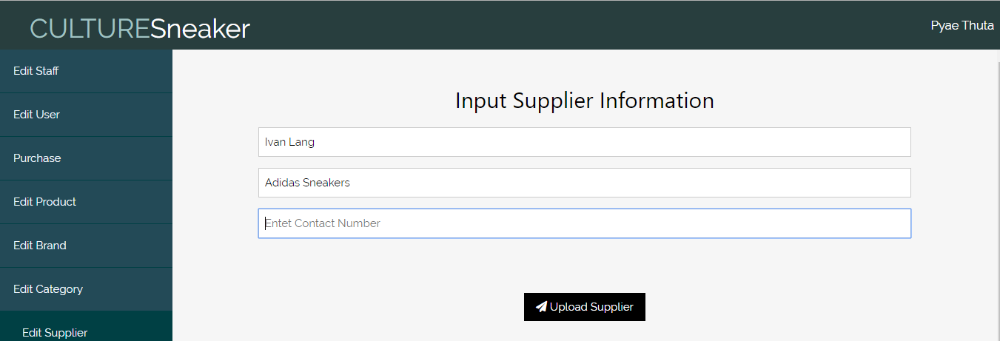 CULTURESneaker
Pyae Thuta
Edit Staff
Edit User
Purchase
Edit Product
Edit Brand
Edit Category
Edit Supplier
Input Supplier Information
Ivan Lang
Adidas Sneakers
Entet Contact Number
Upload Supplier